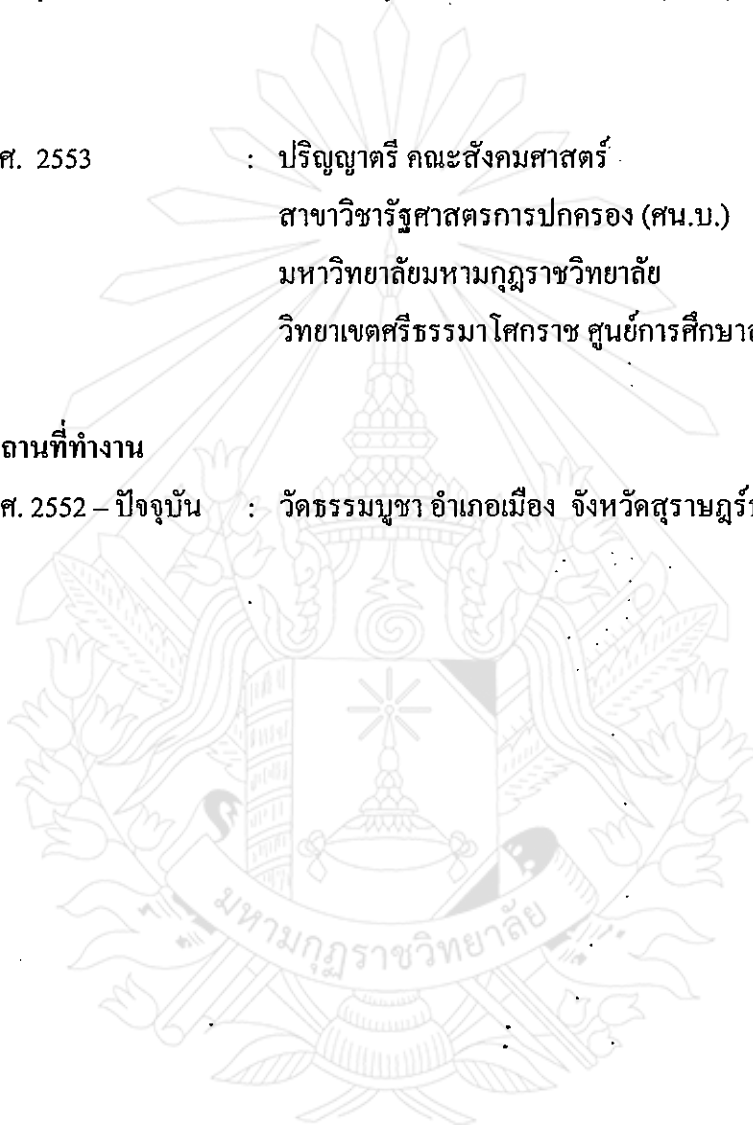 ศ. 2553 : ปริญญาตรี คณะสังคมศาสตร์
สาขาวิชารัฐศาสตรการปกครอง (ศน.บ.)
มหาวิทยาลัยมหามกุฎราชวิทยาลัย
วิทยาเขตศรีธรรมาโศกราช ศูนย์การศึกษา
ถานที่ทำงาน
ศ. 2552 – ปัจจุบัน : วัดธรรมบูชา อำเภอเมือง จังหวัดสุราษฎร์
มหามกุฏราชวิทยาลัย